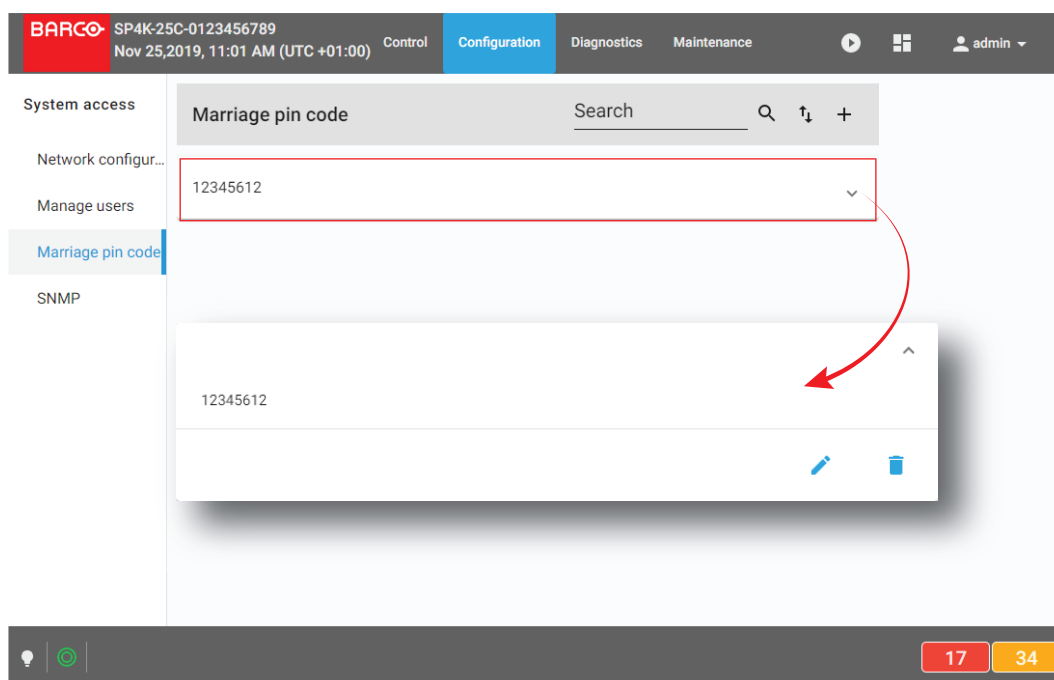 BARCO SP4K-25C-0123456789
Nov 25,2019, 11:01 AM (UTC +01:00)
Control Configuration Diagnostics Maintenance admin
System access
Network configur...
Manage users
Marriage pin code
SNMP
Marriage pin code Search
12345612
12345612
17 34